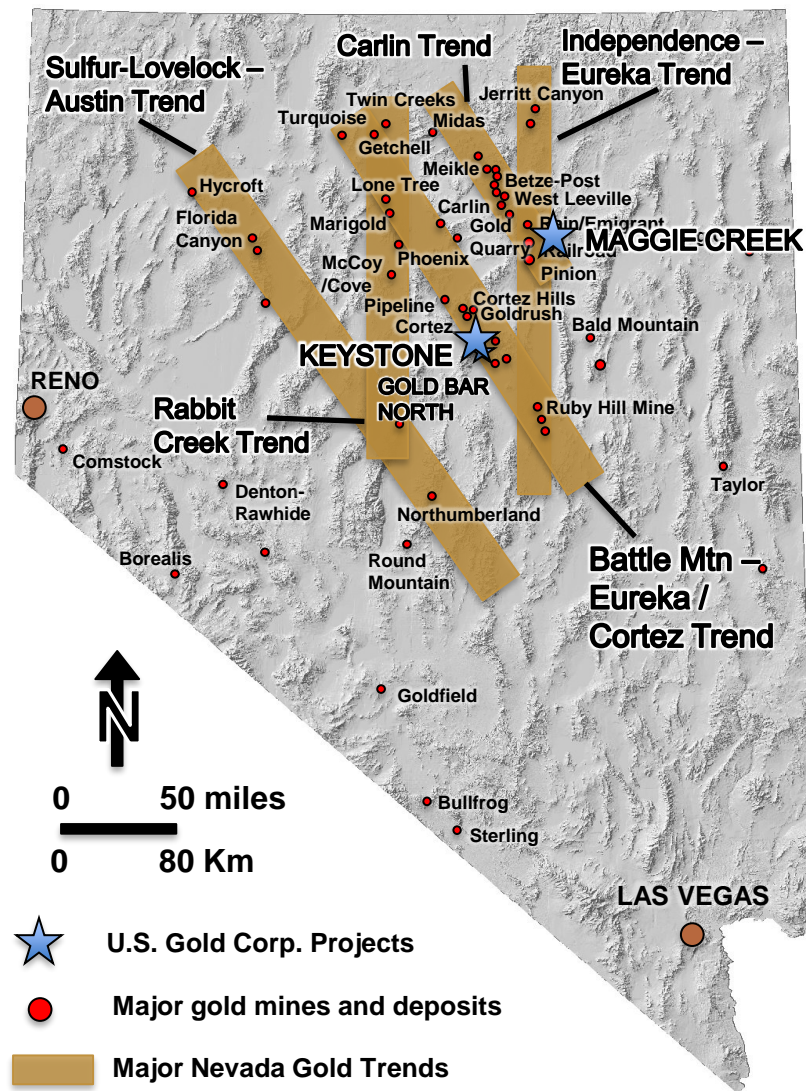 Carlin Trend
Independence –
Eureka Trend
Sulfur-Lovelock –
Austin Trend
Twin Creeks
Jerritt Canyon
Turquoise
Midas
Getchell
Meikle
Betze-Post
Hycroft
Lone Tree
West Leeville
Carlin
Florida
Canyon
Marigold
Gold
Quarry
Rain/Emigrant
MAGGIE CREEK
Railroad
Phoenix
Pinion
McCoy
/Cove
Pipeline
Cortez Hills
Goldrush
Cortez
Bald Mountain
KEYSTONE
GOLD BAR
NORTH
RENO
Rabbit
Creek Trend
Ruby Hill Mine
Comstock
Taylor
Denton-
Rawhide
Northumberland
Borealis
Round
Mountain
Battle Mtn –
Eureka /
Cortez Trend
N
Goldfield
0 50 miles
Bullfrog
Sterling
0 80 Km
LAS VEGAS
U.S. Gold Corp. Projects
Major gold mines and deposits
Major Nevada Gold Trends